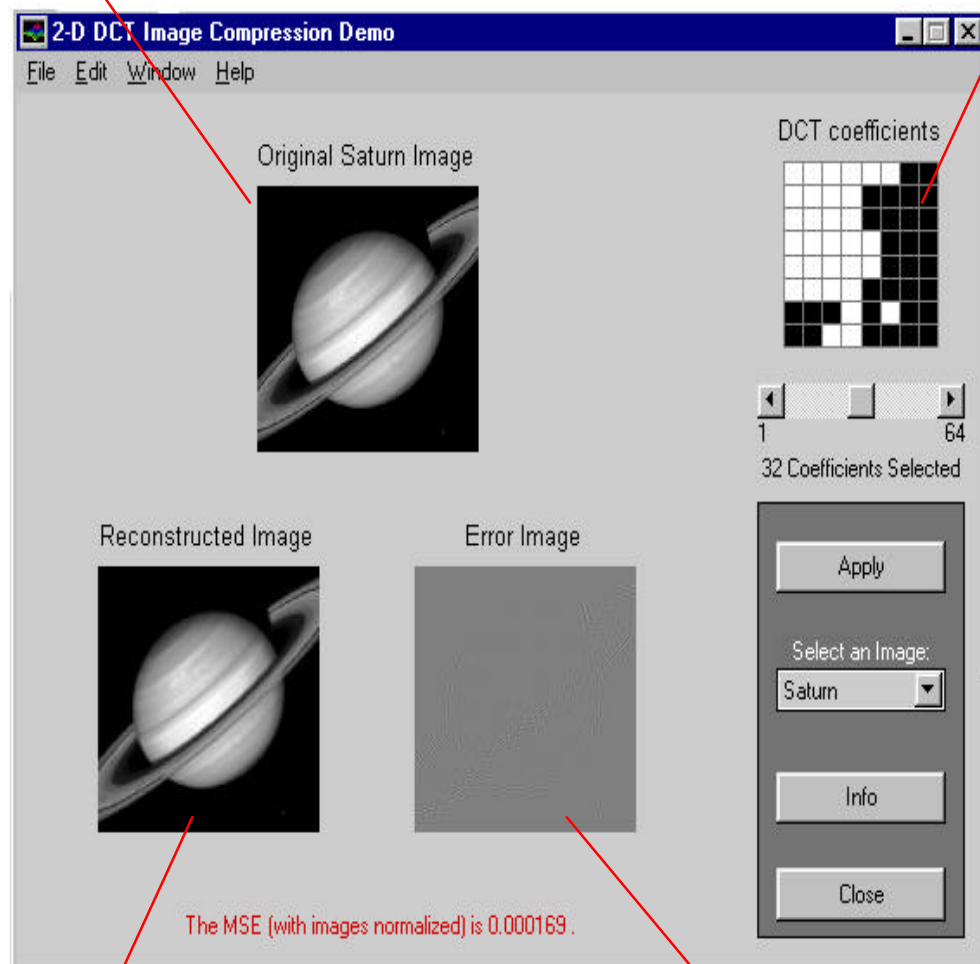 2-D DCT Image Compression Demo
File Edit Window Help
Original Saturn Image
DCT coefficients
1 64
32 Coefficients Selected
Reconstructed Image
Error Image
Apply
Select an Image:
Saturn
Info
Close
The MSE (with images normalized) is 0.000169 .